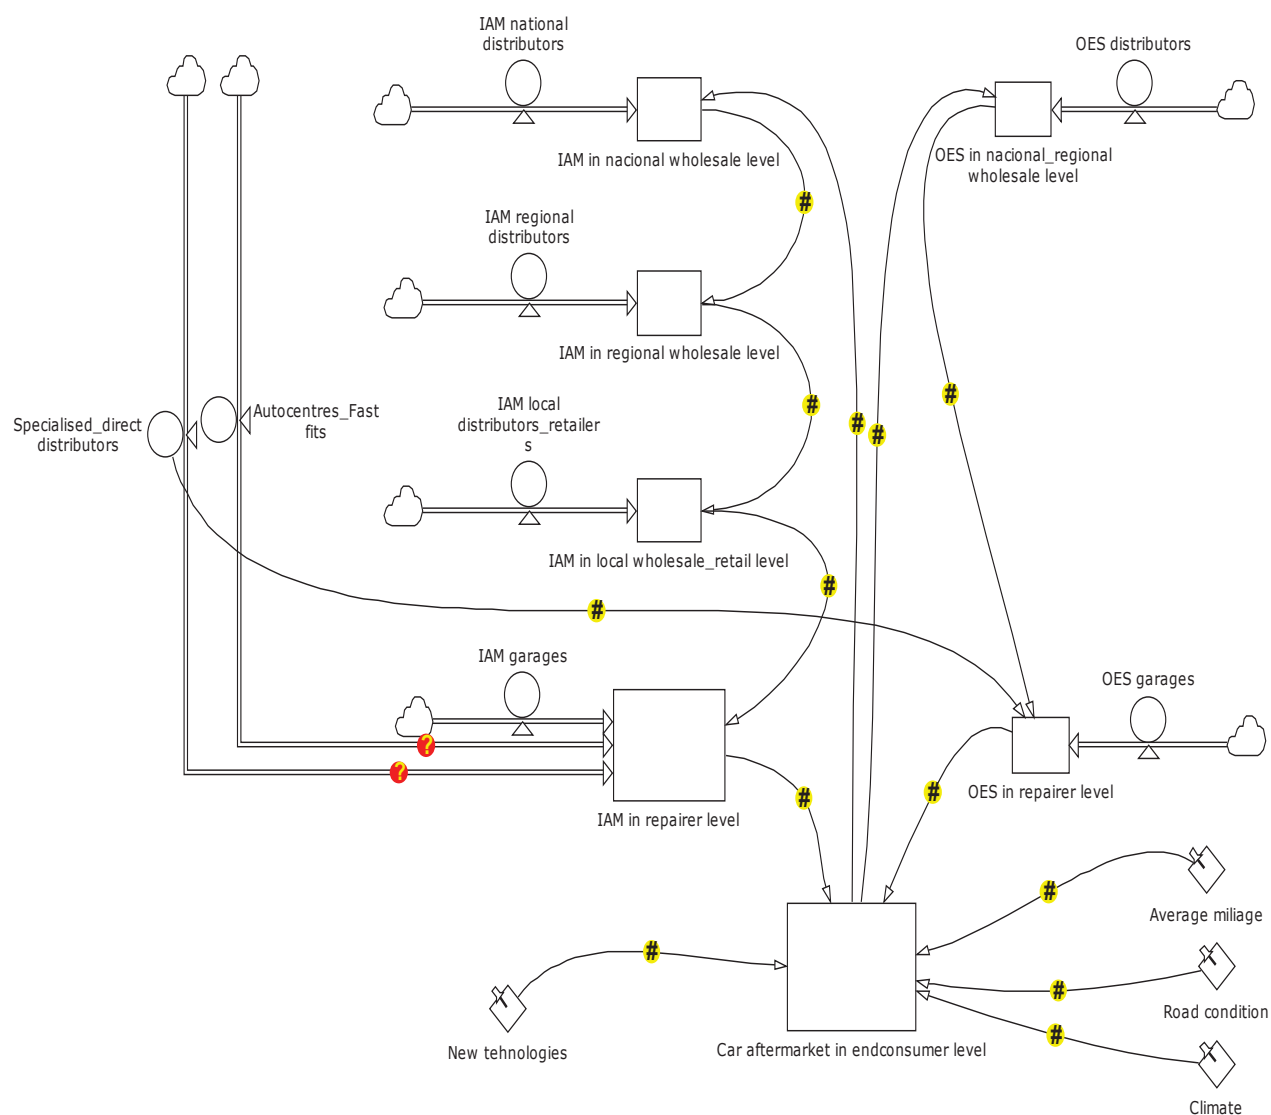 IAM national
distributors
OES distributors
IAM in nacional wholesale level
OES in nacional_regional
wholesale level
#
IAM regional
distributors
IAM in regional wholesale level
#
#
IAM local
distributors_retailer
s
Specialised_direct
distributors
Autocentres_Fast
fits
#
#
IAM in local wholesale_retail level
#
#
IAM garages
OES garages
?
?
#
#
IAM in repairer level
OES in repairer level
#
Average miliage
#
#
Road condition
New tehnologies
Car aftermarket in endconsumer level
#
Climate